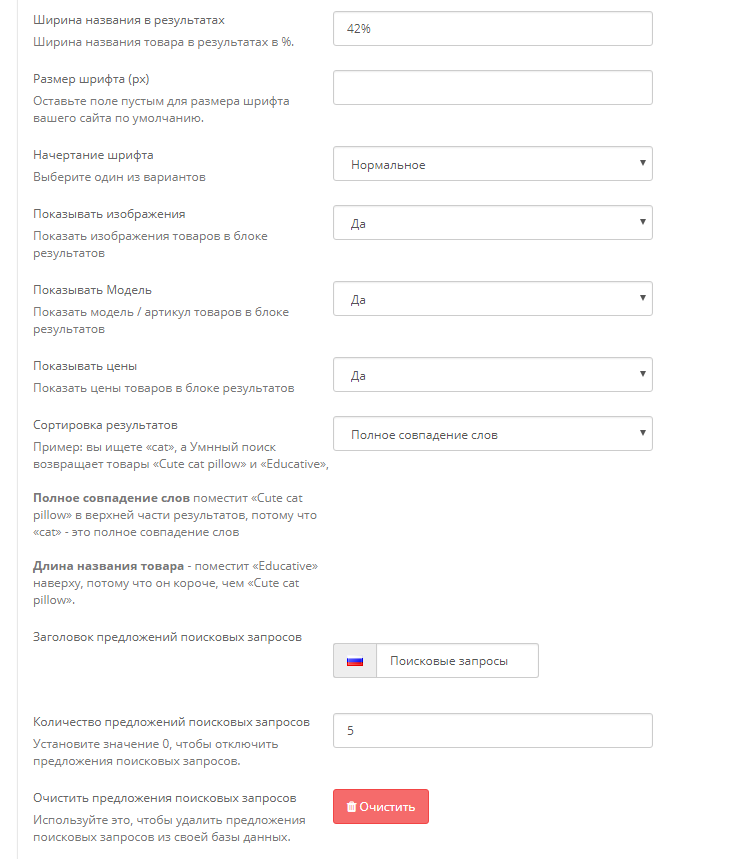 Ширина названия в результатах
42%
Ширина названия товара в результатах в %.
Размер шрифта (px)
Оставьте поле пустым для размера шрифта
вашего сайта по умолчанию.
Начертание шрифта
Нормальное
Выберите один из вариантов
Показывать изображения
Да
Показать изображения товаров в блоке
результатов
Показывать Модель
Да
Показать модель / артикул товаров в блоке
результатов
Показывать цены
Да
Показать цены товаров в блоке результатов
Сортировка результатов
Полное совпадение слов
Пример: вы ищете «cat», а Умнный поиск
возвращает товары «Cute cat pillow» и «Educative»,
Полное совпадение слов поместит «Cute cat
pillow» в верхней части результатов, потому что
«cat» - это полное совпадение слов
Длина названия товара - поместит «Educative»
наверху, потому что он короче, чем «Cute cat
pillow».
Заголовок предложений поисковых запросов
Поисковые запросы
Количество предложений поисковых запросов
5
Установите значение 0, чтобы отключить
предложения поисковых запросов.
Очистить предложения поисковых запросов
Очистить
Используйте это, чтобы удалить предложения
поисковых запросов из своей базы данных.